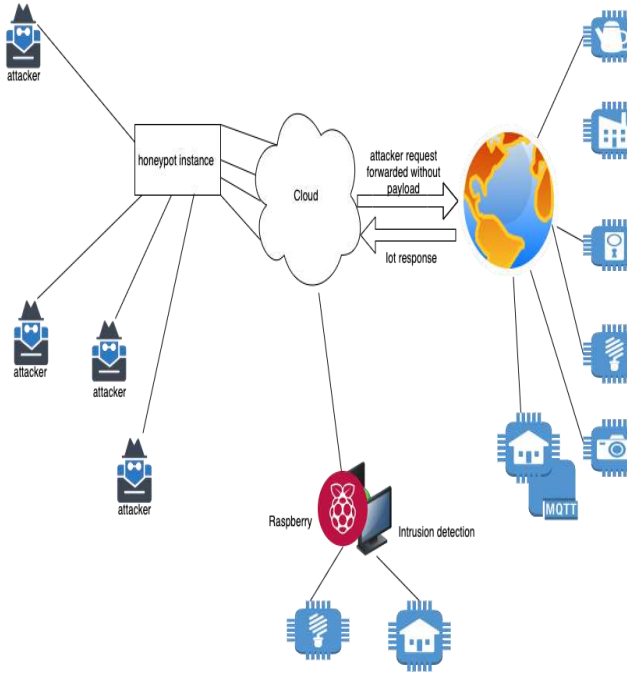 attacker
honeypot instance
Cloud
attacker request
forwarded without
payload
Iot response
attacker
attacker
attacker
MQTT
Raspberry
Intrusion detection